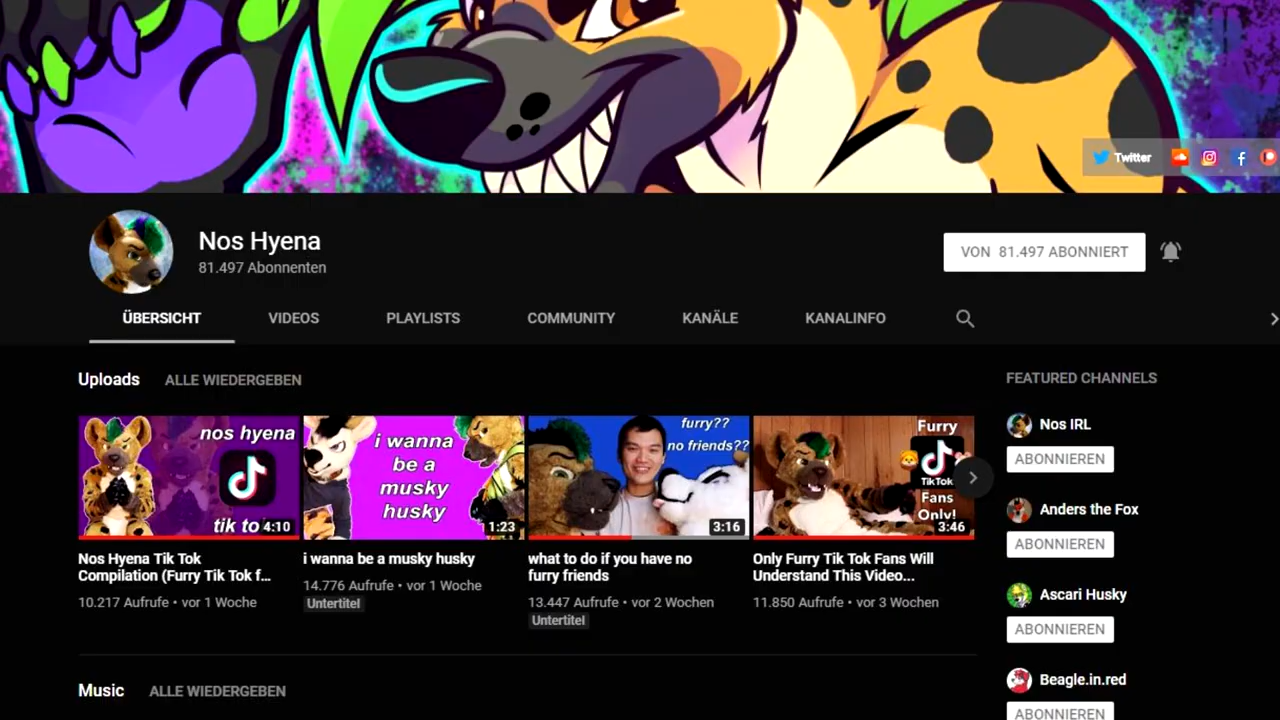 Twitter
Nos Hyena
81.497 Abonnenten
VON 81.497 ABONNIERT
ÜBERSICHT
VIDEOS
PLAYLISTS
COMMUNITY
KANÄLE
KANALINFO
Uploads
ALLE WIEDERGEBEN
nos hyena
tik to
4:10
Nos Hyena Tik Tok
Compilation (Furry Tik Tok f...
10.217 Aufrufe • vor 1 Woche
i wanna
be a
musky
husky
1:23
i wanna be a musky husky
14.776 Aufrufe • vor 1 Woche
Untertitel
furry??
no friends??
3:16
what to do if you have no
furry friends
13.447 Aufrufe • vor 2 Wochen
Untertitel
Furry
TikTok
Fans
Only!
3:46
Only Furry Tik Tok Fans Will
Understand This Video...
11.850 Aufrufe • vor 3 Wochen
FEATURED CHANNELS
Nos IRL
ABONNIEREN
Anders the Fox
ABONNIEREN
Ascari Husky
ABONNIEREN
Beagle.in.red
ABONNIEREN
Music
ALLE WIEDERGEBEN